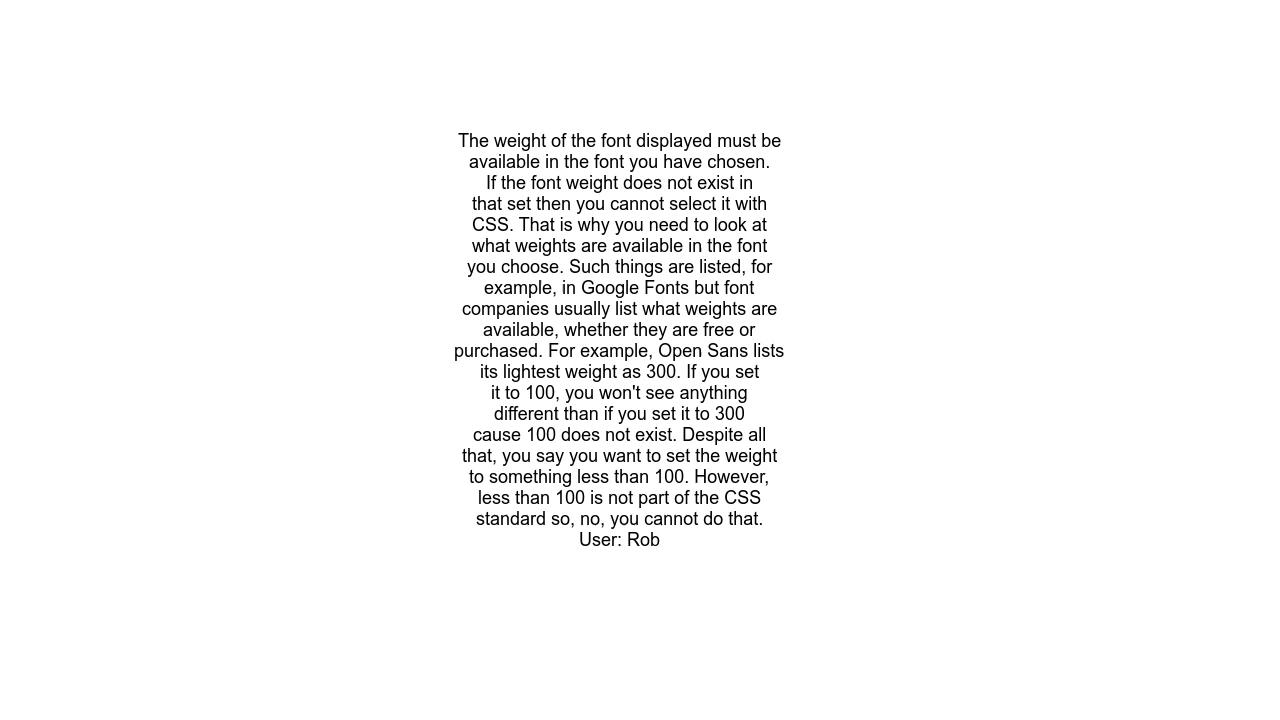 The weight of the font displayed must be
available in the font you have chosen.
If the font weight does not exist in
that set then you cannot select it with
CSS. That is why you need to look at
what weights are available in the font
you choose. Such things are listed, for
example, in Google Fonts but font
companies usually list what weights are
available, whether they are free or
purchased. For example, Open Sans lists
its lightest weight as 300. If you set
it to 100, you won't see anything
different than if you set it to 300
cause 100 does not exist. Despite all
that, you say you want to set the weight
to something less than 100. However,
less than 100 is not part of the CSS
standard so, no, you cannot do that.
User: Rob